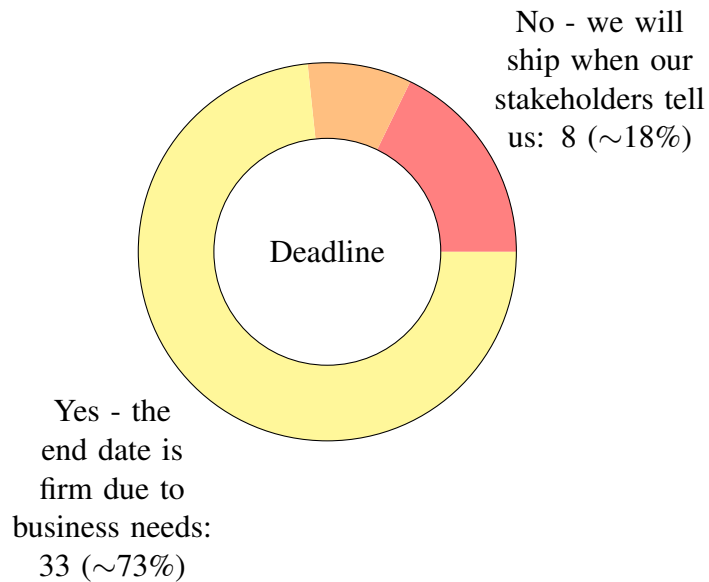 No - we will
ship when our
stakeholders tell
us: 8 (∼18%)
Deadline
Yes - the
end date is
firm due to
business needs:
33 (∼73%)